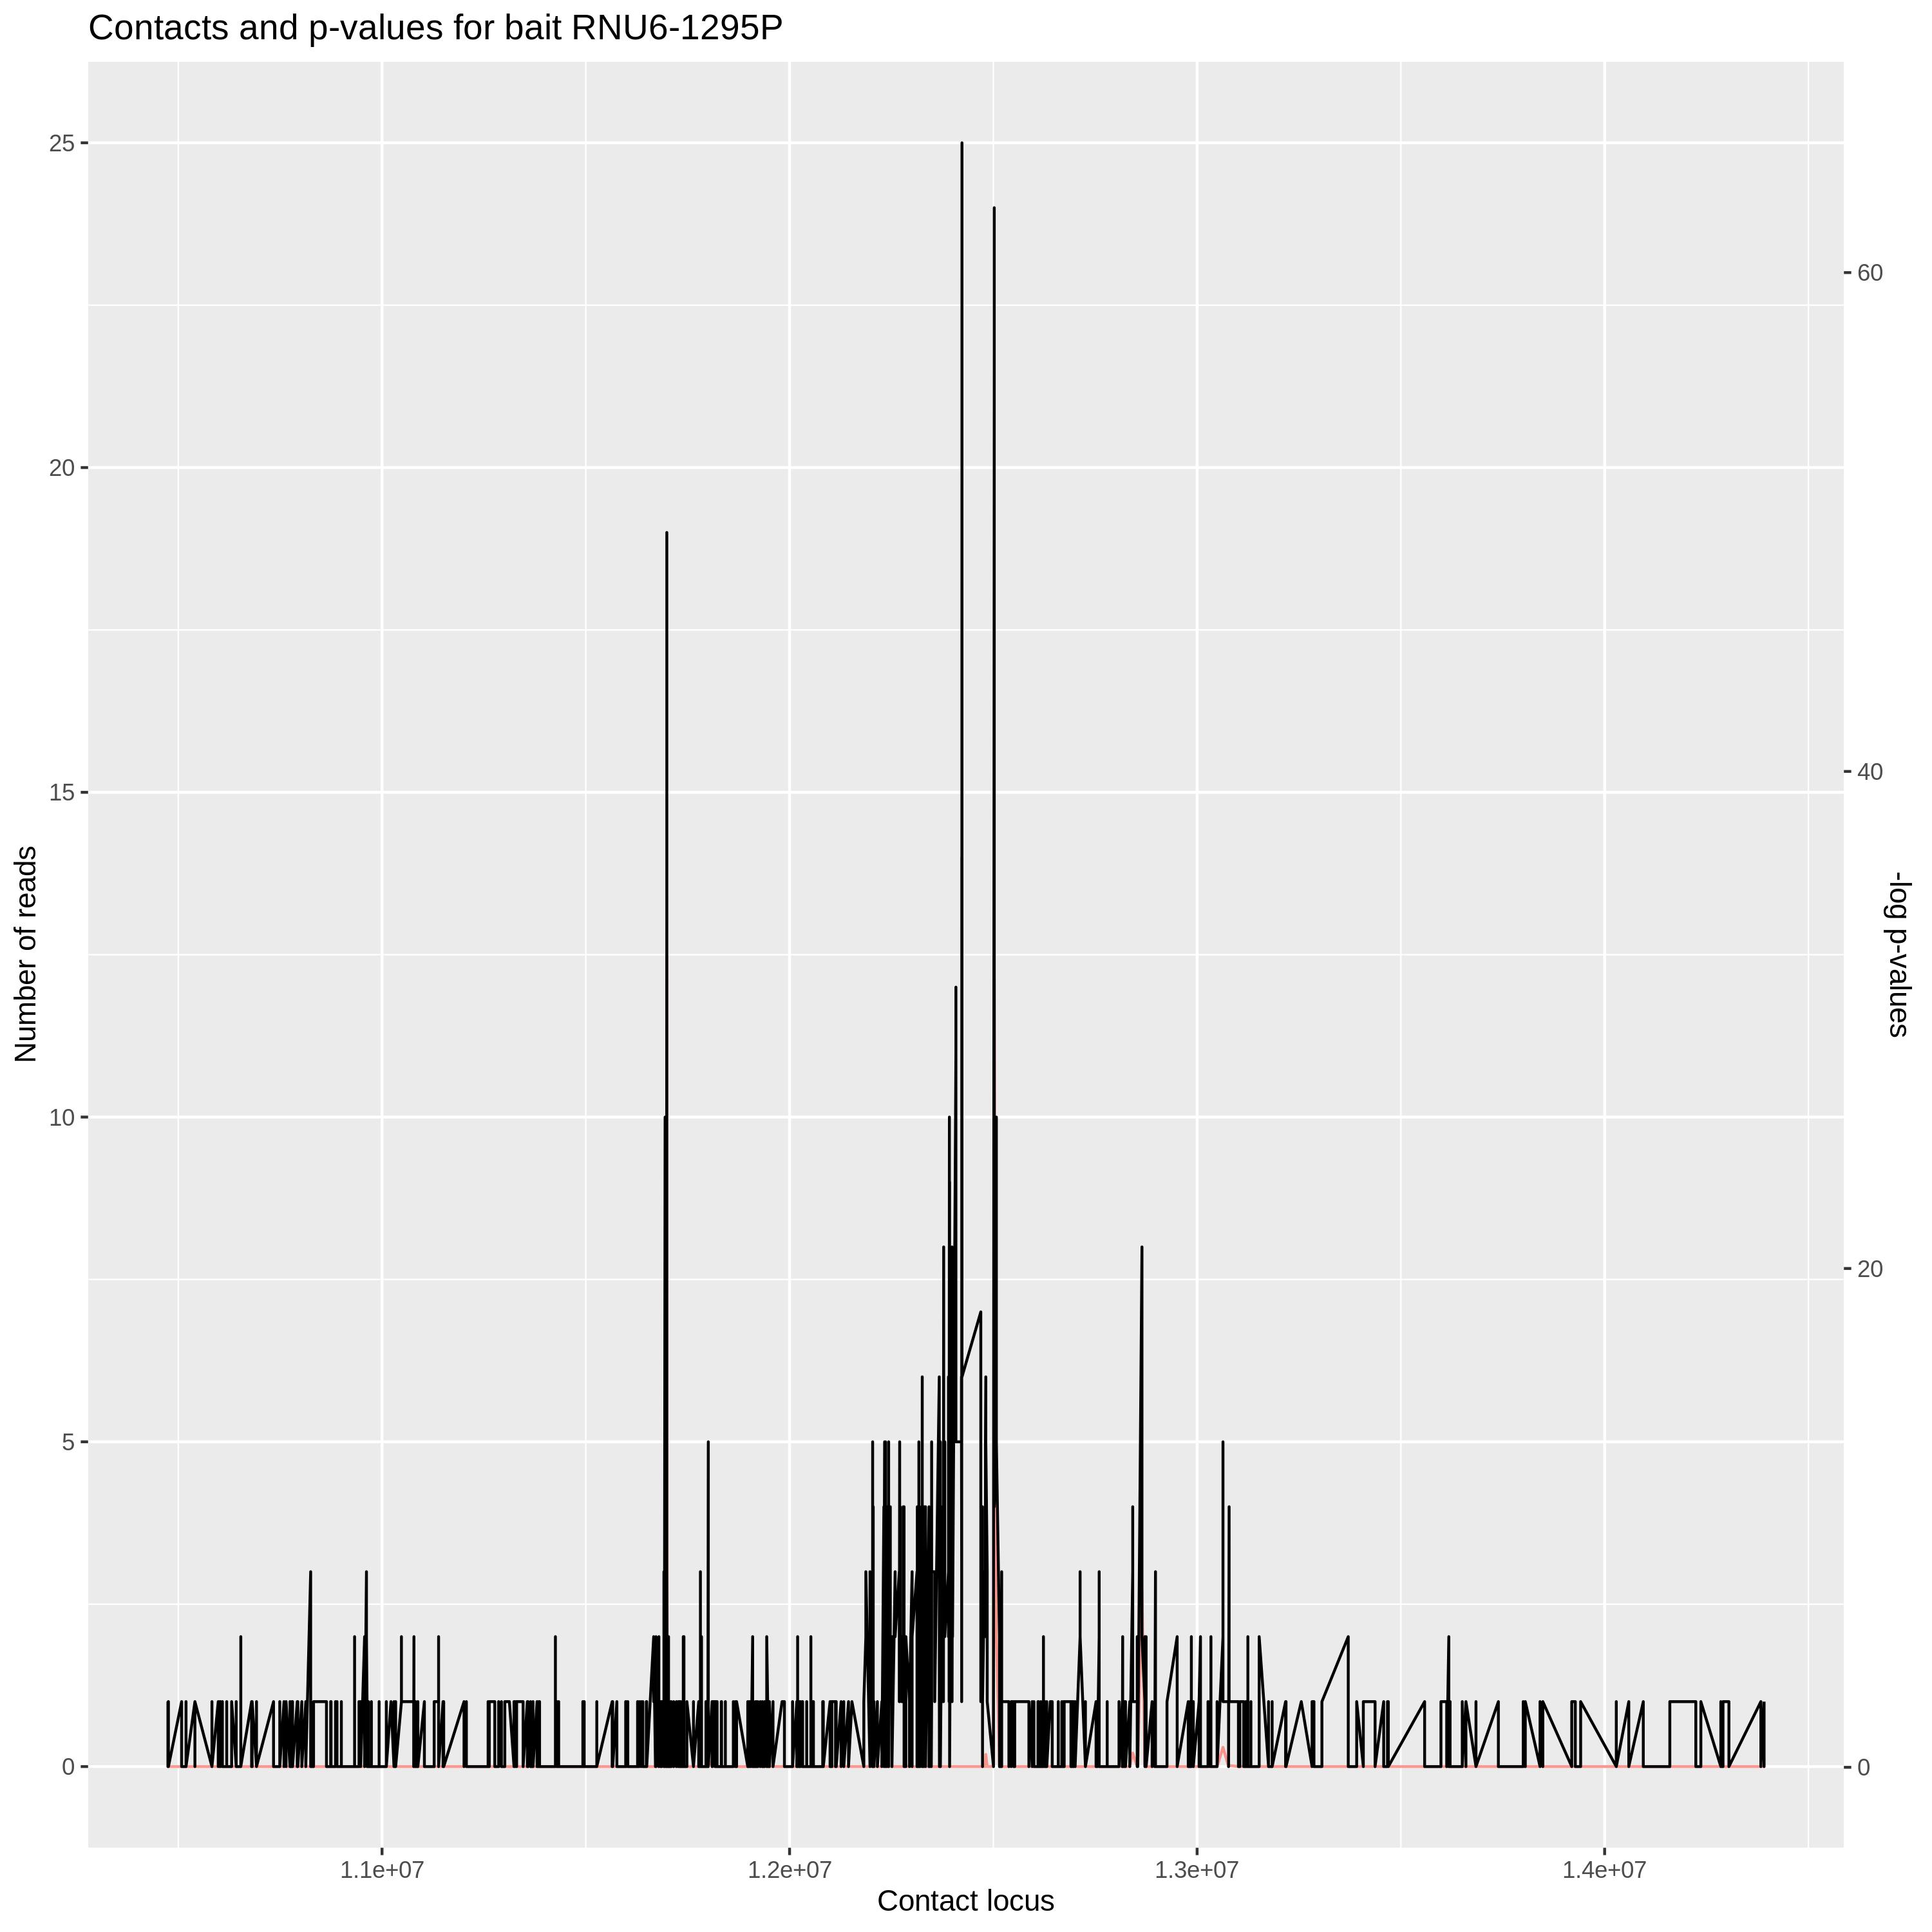 Contacts and p-values for bait RNU6-1295P
25
20
15
10
5
0
Number of reads
60
40
20
0
-log p-values
1.1e+07
1.2e+07
1.3e+07
1.4e+07
Contact locus